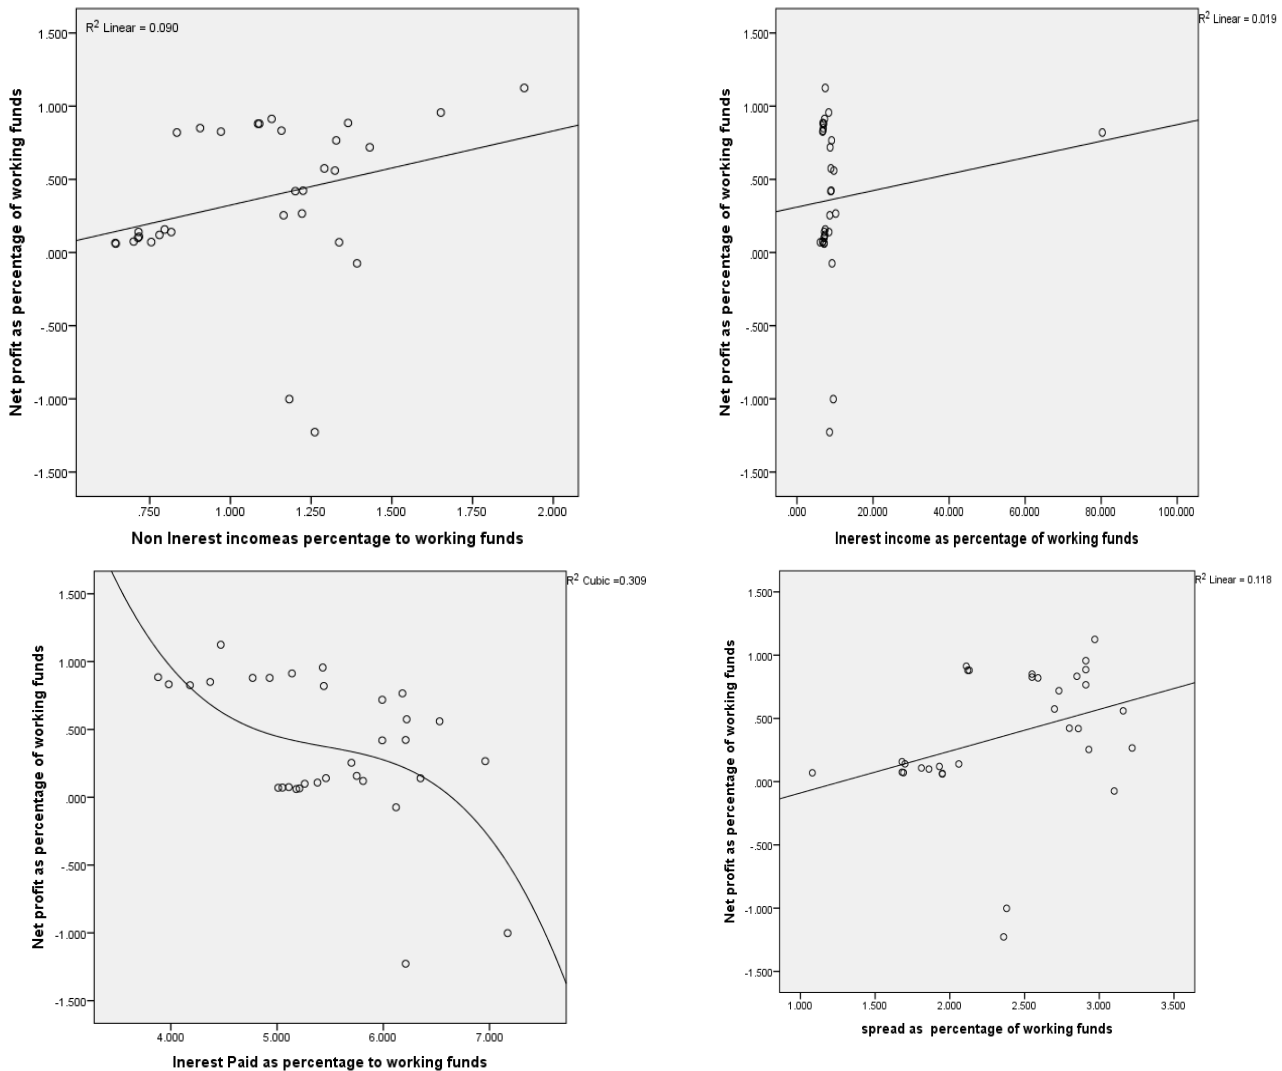 R2 Linear = 0.090
1.500
1.000
.500
.000
-.500
-1.000
-1.500
Net profit as percentage of working funds
.750 1.000 1.250 1.500 1.750 2.000
Non Inerest incomeas percentage to working funds
R2 Linear = 0.019
1.500
1.000
.500
.000
-.500
-1.000
-1.500
Net profit as percentage of working funds
.000 20.000 40.000 60.000 80.000 100.000
Inerest income as percentage of working funds
R2 Cubic =0.309
1.500
1.000
.500
.000
-.500
-1.000
-1.500
Net profit as percentage of working funds
4.000 5.000 6.000 7.000
Inerest Paid as percentage to working funds
R2 Linear = 0.118
1.500
1.000
.500
.000
-.500
-1.000
-1.500
Net profit as percentage of working funds
1.000 1.500 2.000 2.500 3.000 3.500
spread as percentage of working funds